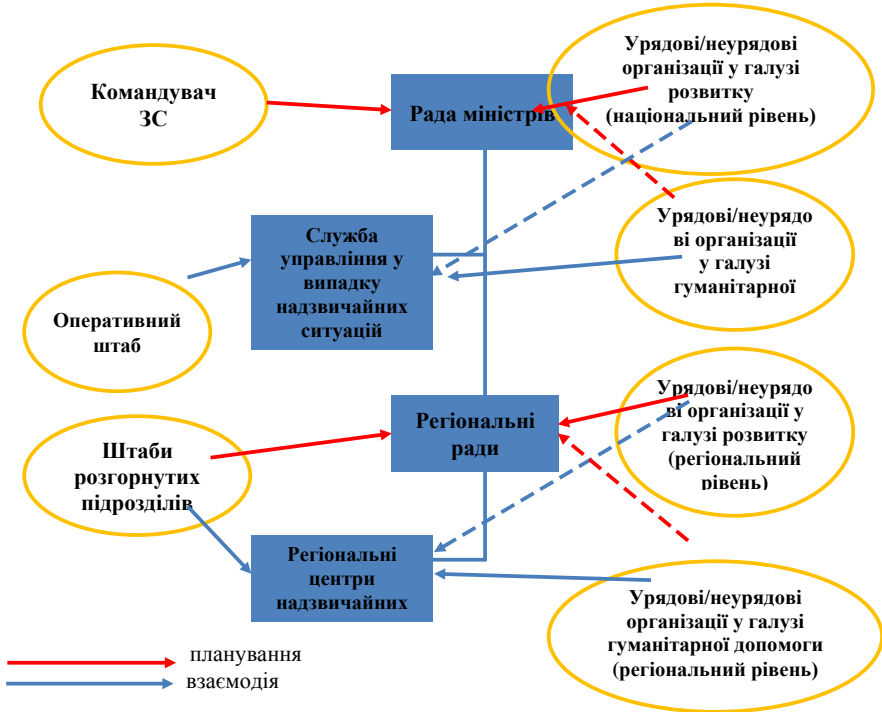 Командувач
ЗС
Рада міністрів
Урядові/неурядові
організації у галузі
розвитку
(національний рівень)
Служба
управління у
випадку
надзвичайних
ситуацій
Урядові/неурядо
ві організації
у галузі
гуманітарної
Оперативний
штаб
Регіональні
ради
Урядові/неурядо
ві організації у
галузі розвитку
(регіональний
рівень)
Штаби
розгорнутих
підрозділів
Регіональні
центри
надзвичайних
Урядові/неурядові
організації у галузі
гуманітарної допомоги
(регіональний рівень)
планування
взаємодія